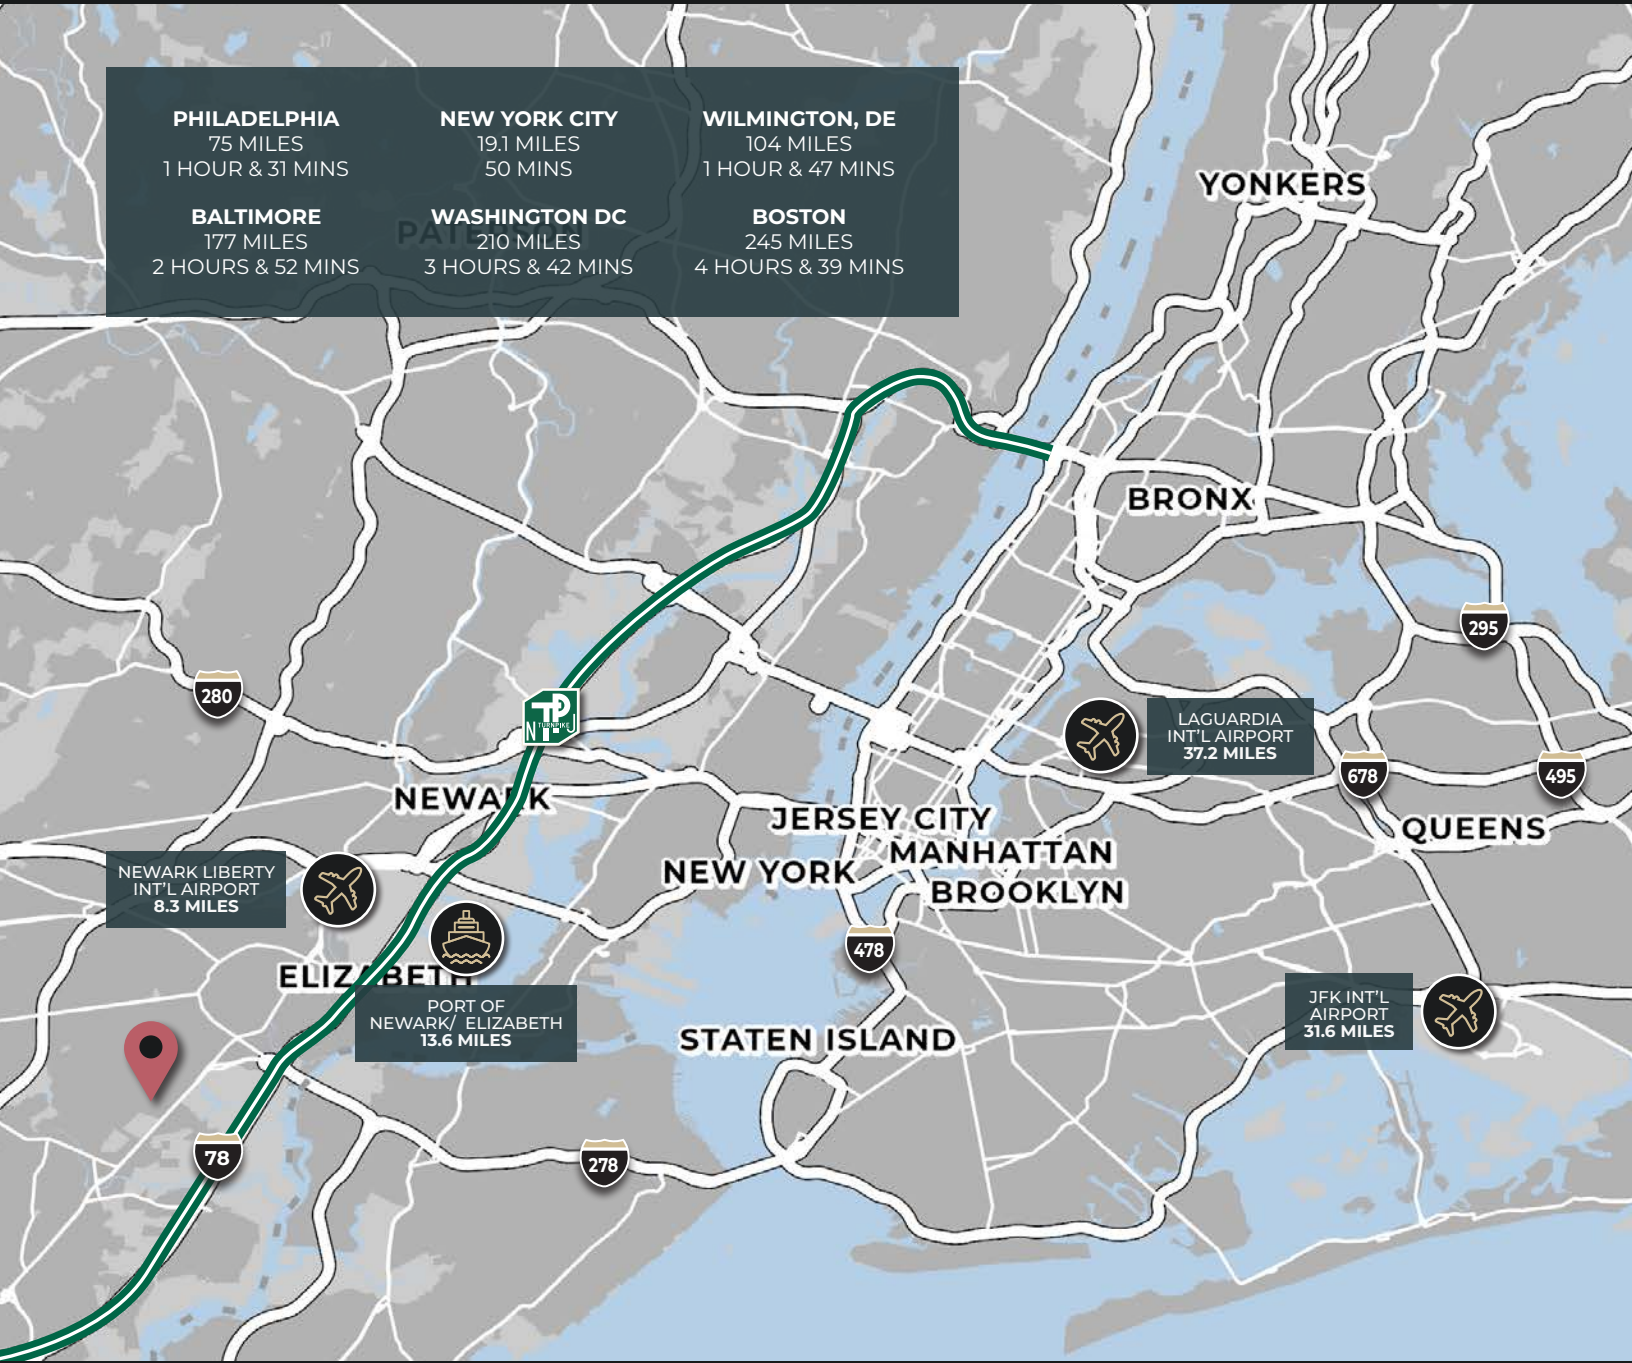 PHILADELPHIA
75 MILES
1 HOUR & 31 MINS
NEW YORK CITY
19.1 MILES
50 MINS
WILMINGTON, DE
104 MILES
1 HOUR & 47 MINS
BALTIMORE
177 MILES
2 HOURS & 52 MINS
WASHINGTON DC
210 MILES
3 HOURS & 42 MINS
BOSTON
245 MILES
4 HOURS & 39 MINS
PATERSON
YONKERS
BRONX
295
280
N TP J
TURNPIKE
LAGUARDIA
INT'L AIRPORT
37.2 MILES
678
495
NEWARK
JERSEY CITY
QUEENS
MANHATTAN
NEW YORK
BROOKLYN
NEWARK LIBERTY
INT'L AIRPORT
8.3 MILES
478
ELIZABETH
PORT OF
NEWARK/ ELIZABETH
13.6 MILES
JFK INT'L
AIRPORT
31.6 MILES
STATEN ISLAND
78
278